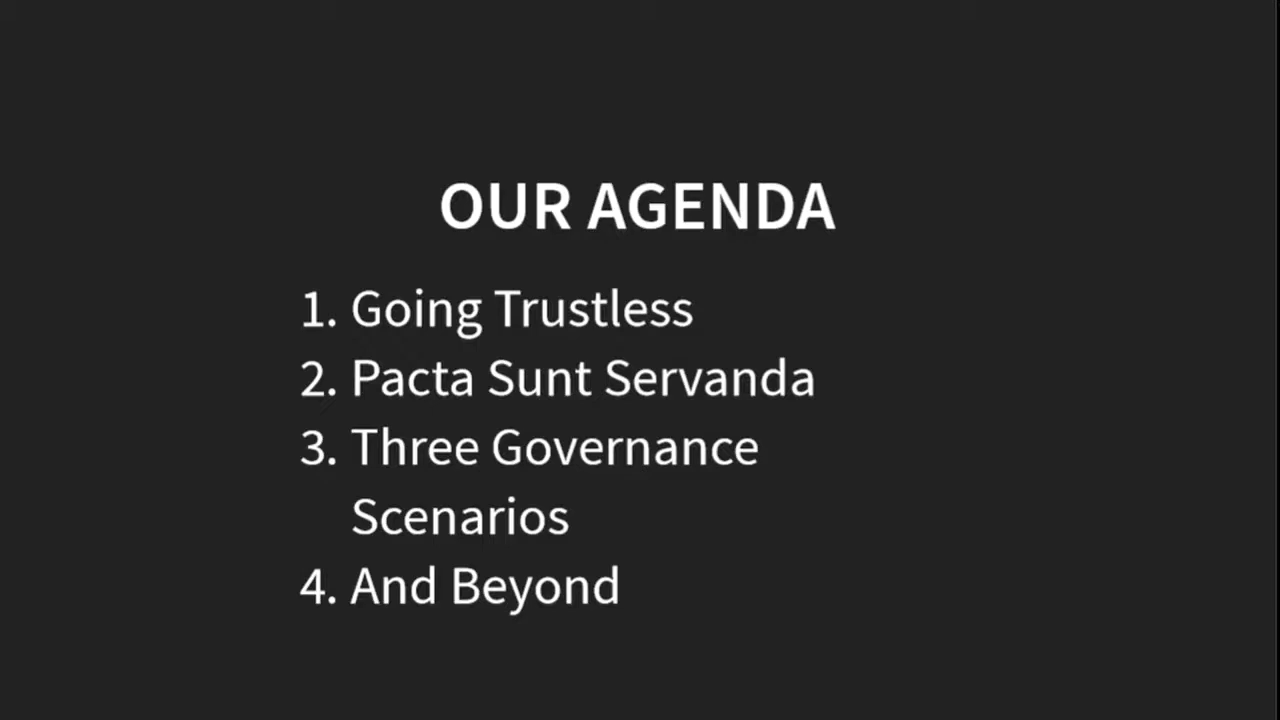 OUR AGENDA
1. Going Trustless
2. Pacta Sunt Servanda
3. Three Governance
Scenarios
4. And Beyond